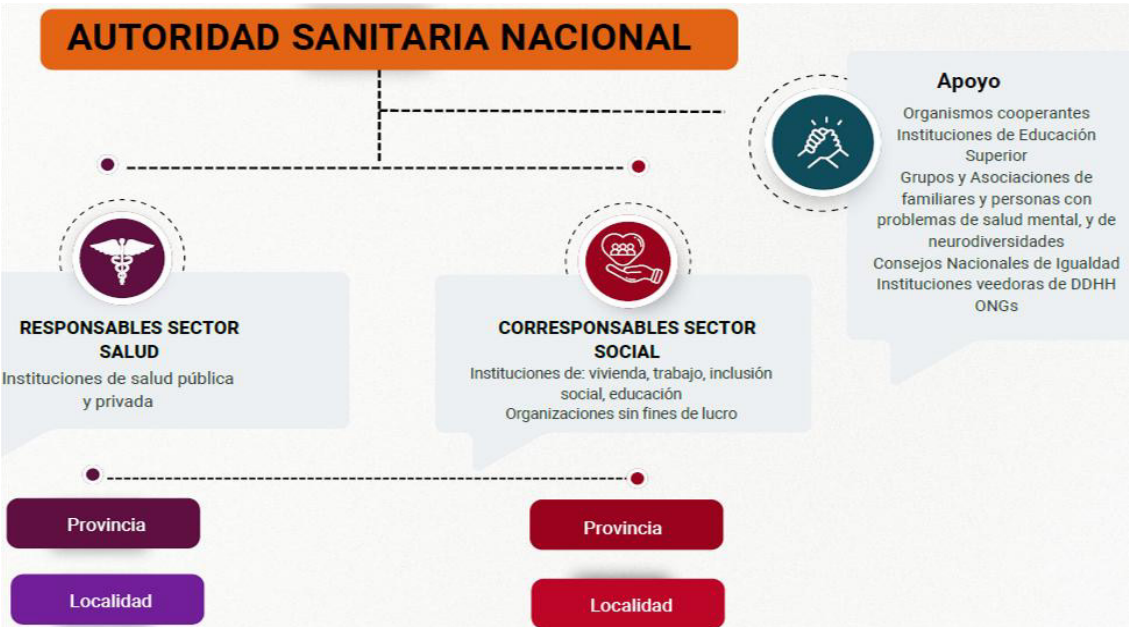 AUTORIDAD SANITARIA NACIONAL
Apoyo
Organismos cooperantes
Instituciones de Educación
Superior
Grupos y Asociaciones de
familiares y personas con
problemas de salud mental, y de
neurodiversidades
Consejos Nacionales de Igualdad
Instituciones veedoras de DDHH
ONGs
RESPONSABLES SECTOR
SALUD
Instituciones de salud pública
y privada
CORRESPONSABLES SECTOR
SOCIAL
Instituciones de: vivienda, trabajo, inclusión
social, educación
Organizaciones sin fines de lucro
Provincia
Provincia
Localidad
Localidad